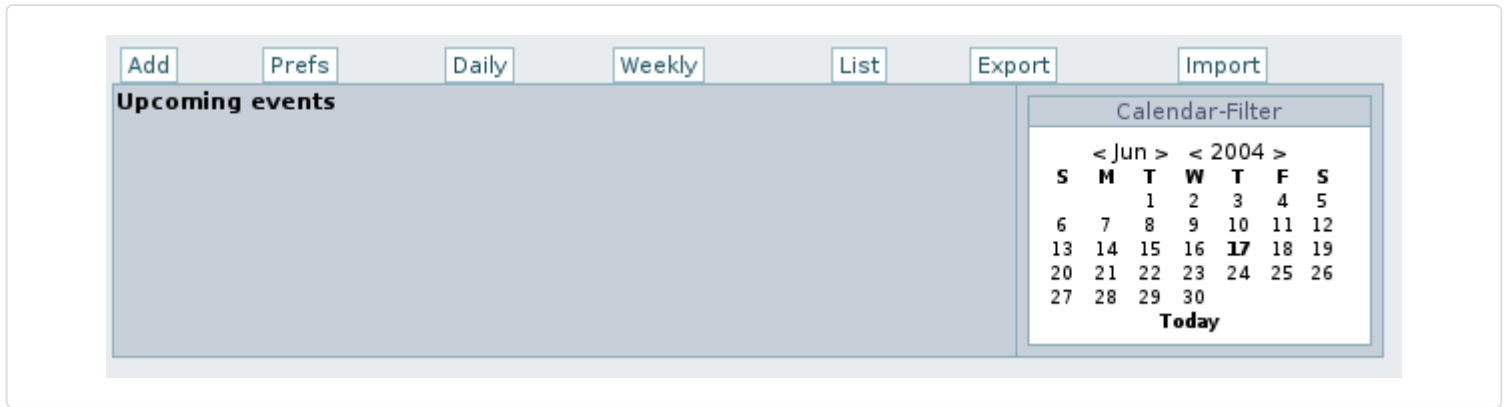 Add Prefs Daily Weekly List Export Import
Upcoming events
Calendar-Filter
< Jun > < 2004 >
S M T W T F S
1 2 3 4 5
6 7 8 9 10 11 12
13 14 15 16 17 18 19
20 21 22 23 24 25 26
27 28 29 30
Today